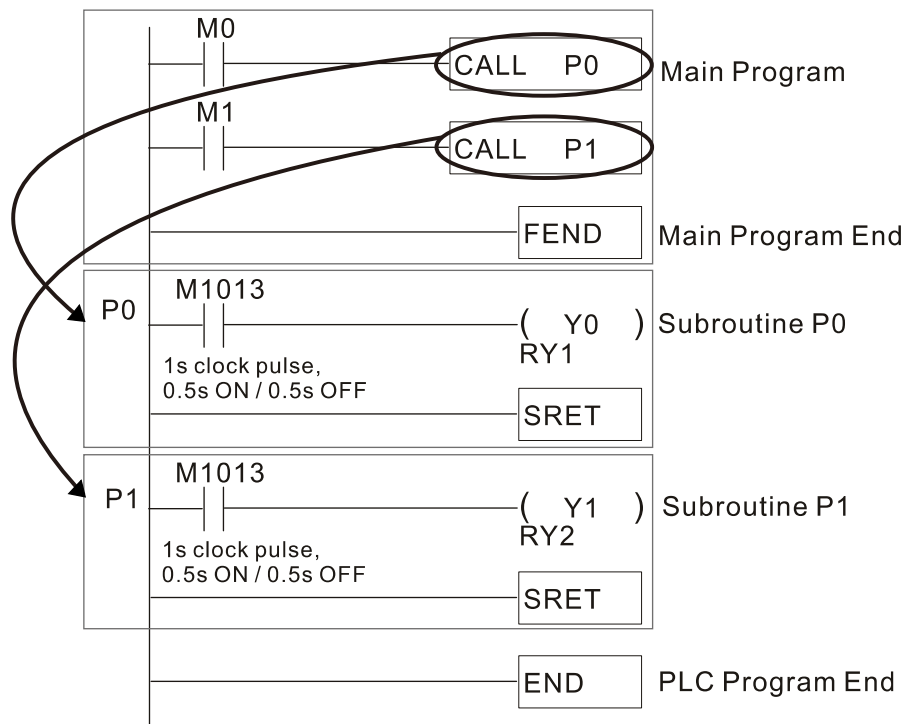 M0
CALL P0
Main Program
M1
CALL P1
FEND
Main Program End
P0
M1013
( Y0 )
RY1
Subroutine P0
1s clock pulse,
0.5s ON / 0.5s OFF
SRET
P1
M1013
( Y1 )
RY2
Subroutine P1
1s clock pulse,
0.5s ON / 0.5s OFF
SRET
END
PLC Program End